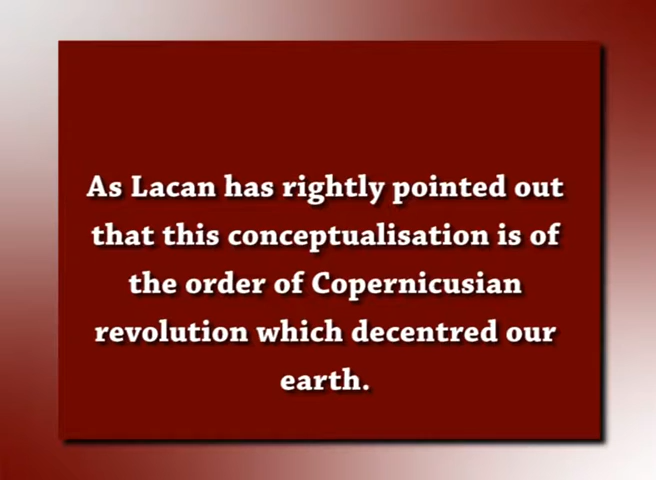 As Lacan has rightly pointed out
that this conceptualisation is of
the order of Copernicusian
revolution which decentred our
earth.